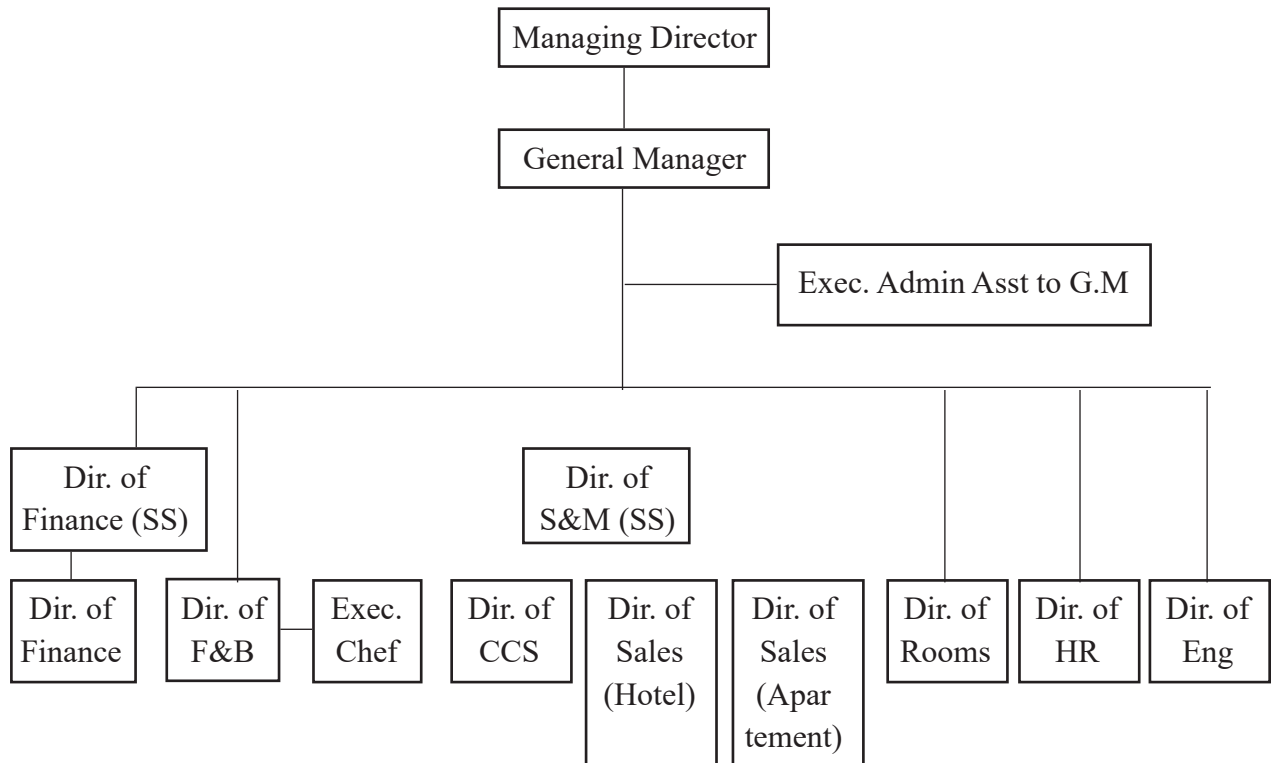 Managing Director
General Manager
Exec. Admin Asst to G.M
Dir. of
Finance (SS)
Dir. of
S&M (SS)
Dir. of
Finance
Dir. of
F&B
Exec.
Chef
Dir. of
CCS
Dir. of
Sales
(Hotel)
Dir. of
Sales
(Apar
tement)
Dir. of
Rooms
Dir. of
HR
Dir. of
Eng